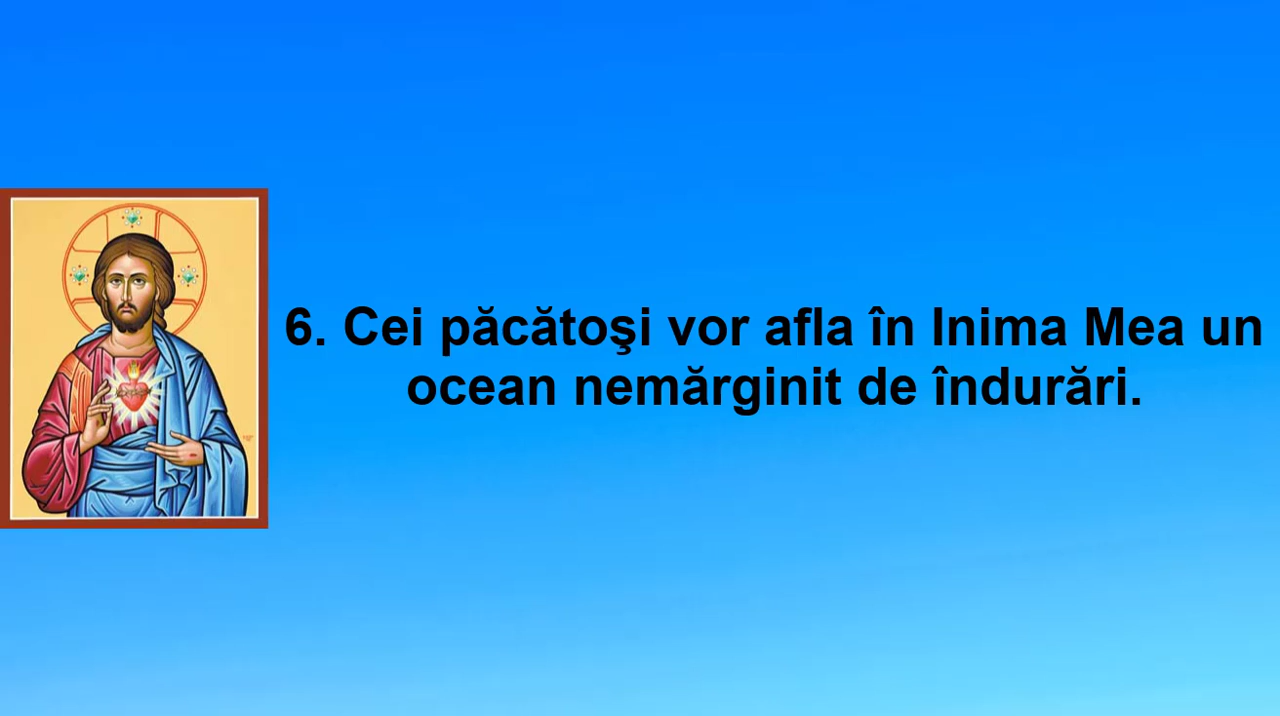 6. Cei păcătoşi vor afla în Inima Mea un
ocean nemărginit de îndurări.